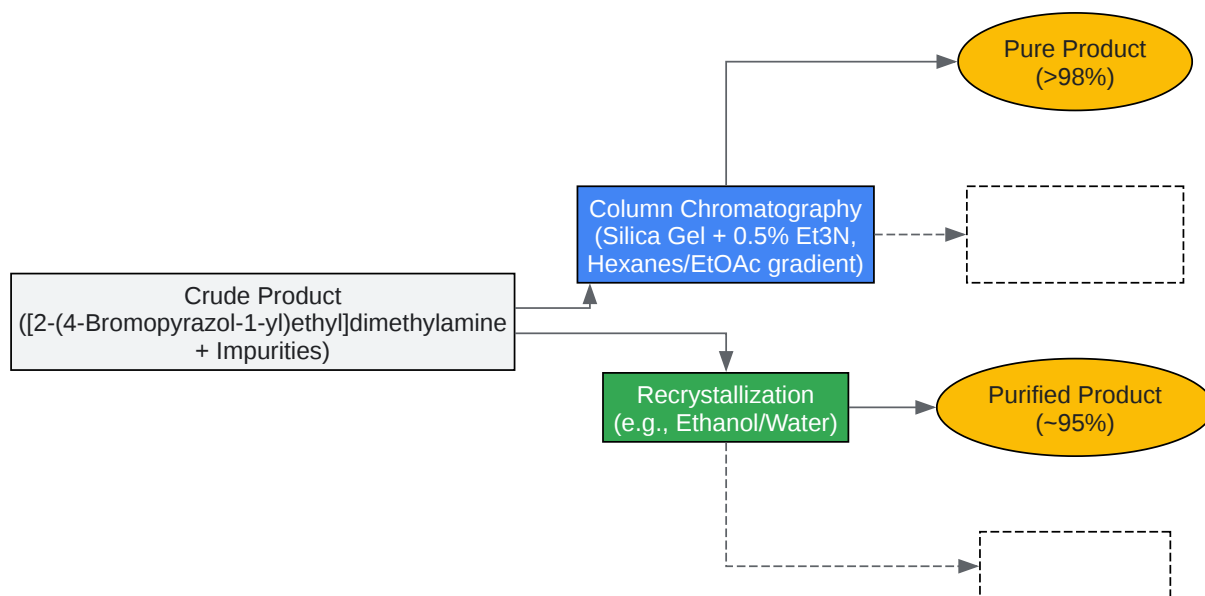 Pure Product
(>98%)
Column Chromatography
(Silica Gel + 0.5% Et3N,
Hexanes/EtOAc gradient)
Crude Product
([2-(4-Bromopyrazol-1-yl)ethyl]dimethylamine
+ Impurities)
Recrystallization
(e.g., Ethanol/Water)
Purified Product
(~95%)